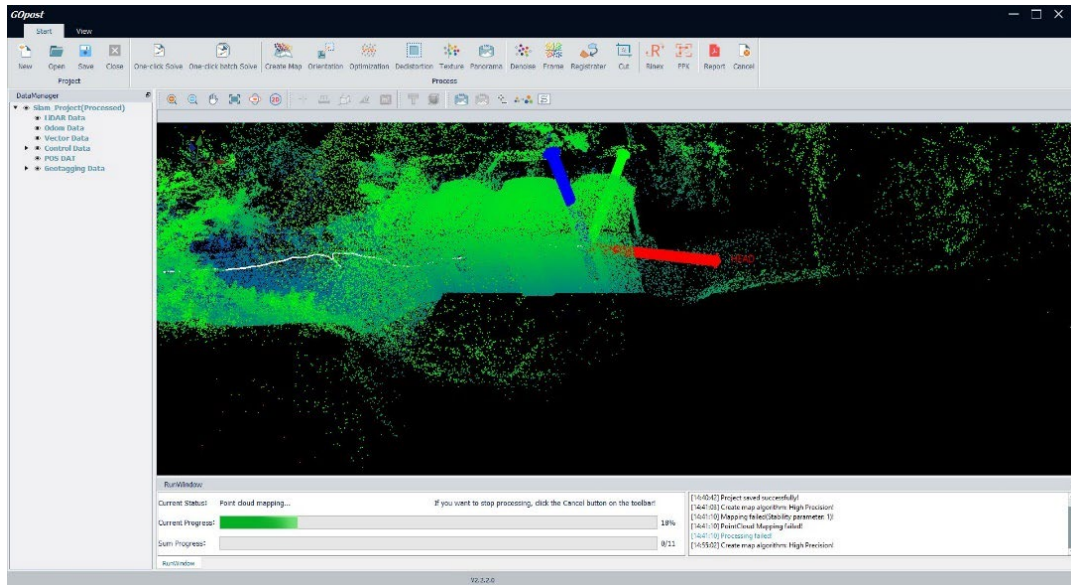 GOpost
Start View
New Open Save Close One-click Solve One-click batch Solve Create Map Orientation Optimization Dedistortion Texture Panorama Denoise Frame Registrater Cut Rinex PPK Report Cancel
Project Process
DataManager
Slam_Project(Processed)
LiDAR Data
Odom Data
Vector Data
Control Data
POS DAT
Geotagging Data
2D
HEAD
RunWindow
Current Status: Point cloud mapping... If you want to stop processing, click the Cancel button on the toolbar!
Current Progress: 18%
Sum Progress: 0/11
[14:40:42] Project saved successfully!
[14:41:03] Create map algorithm: High Precision!
[14:41:10] Mapping failed(Stability parameter: 1)!
[14:41:10] PointCloud Mapping failed!
[14:41:10] Processing failed!
[14:55:02] Create map algorithm: High Precision!
RunWindow
V2.7.2.0